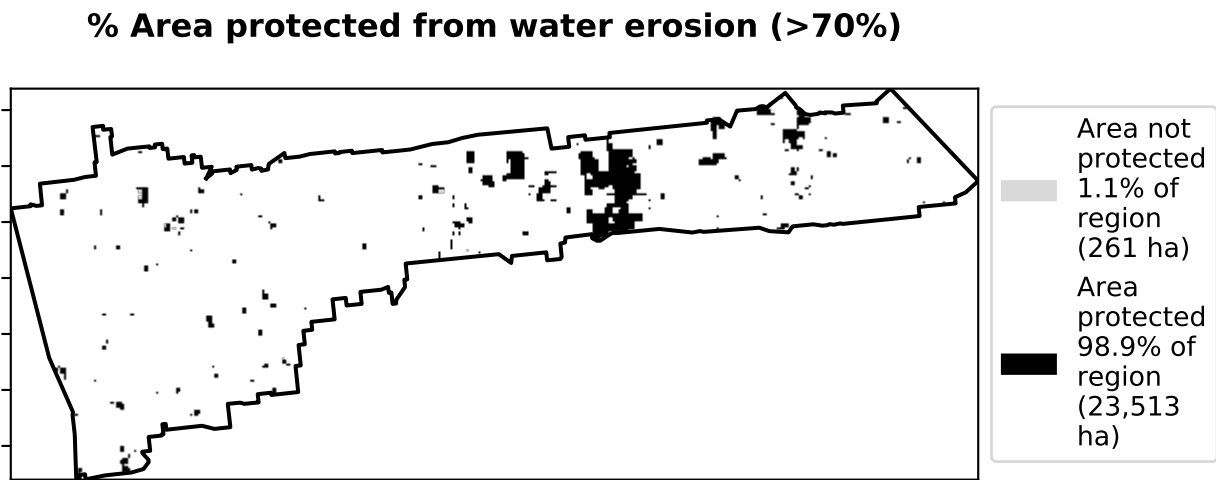 % Area protected from water erosion (>70%)
Area not
protected
1.1% of
region
(261 ha)
Area
protected
98.9% of
region
(23,513
ha)